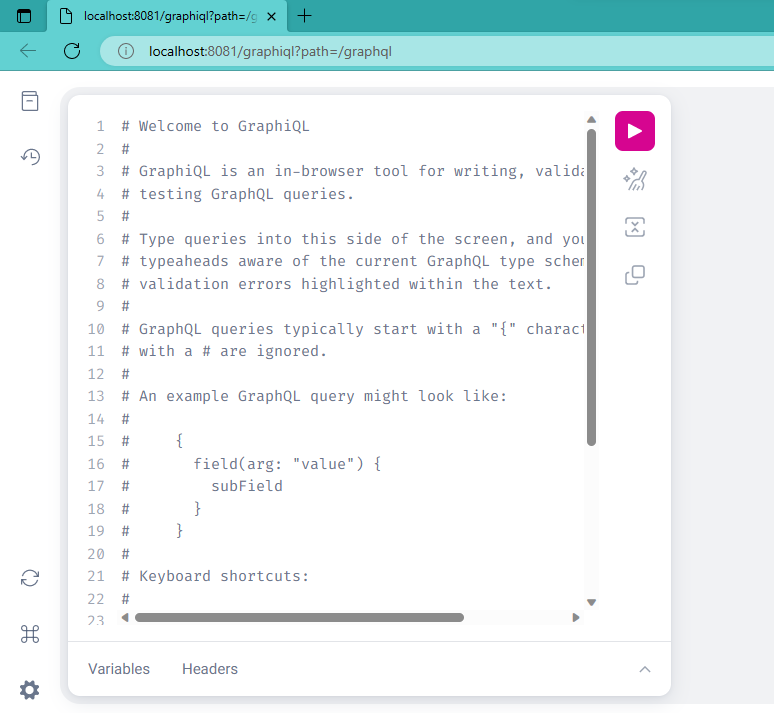 localhost:8081/graphiql?path=/g
localhost:8081/graphiql?path=/graphql
1 # Welcome to GraphiQL
2 #
3 # GraphiQL is an in-browser tool for writing, valida
4 # testing GraphQL queries.
5 #
6 # Type queries into this side of the screen, and you
7 # typeaheads aware of the current GraphQL type schem
8 # validation errors highlighted within the text.
9 #
10 # GraphQL queries typically start with a "{" charact
11 # with a # are ignored.
12 #
13 # An example GraphQL query might look like:
14 #
15 #     {
16 #       field(arg: "value") {
17 #         subField
18 #       }
19 #     }
20 #
21 # Keyboard shortcuts:
22 #
23
Variables Headers